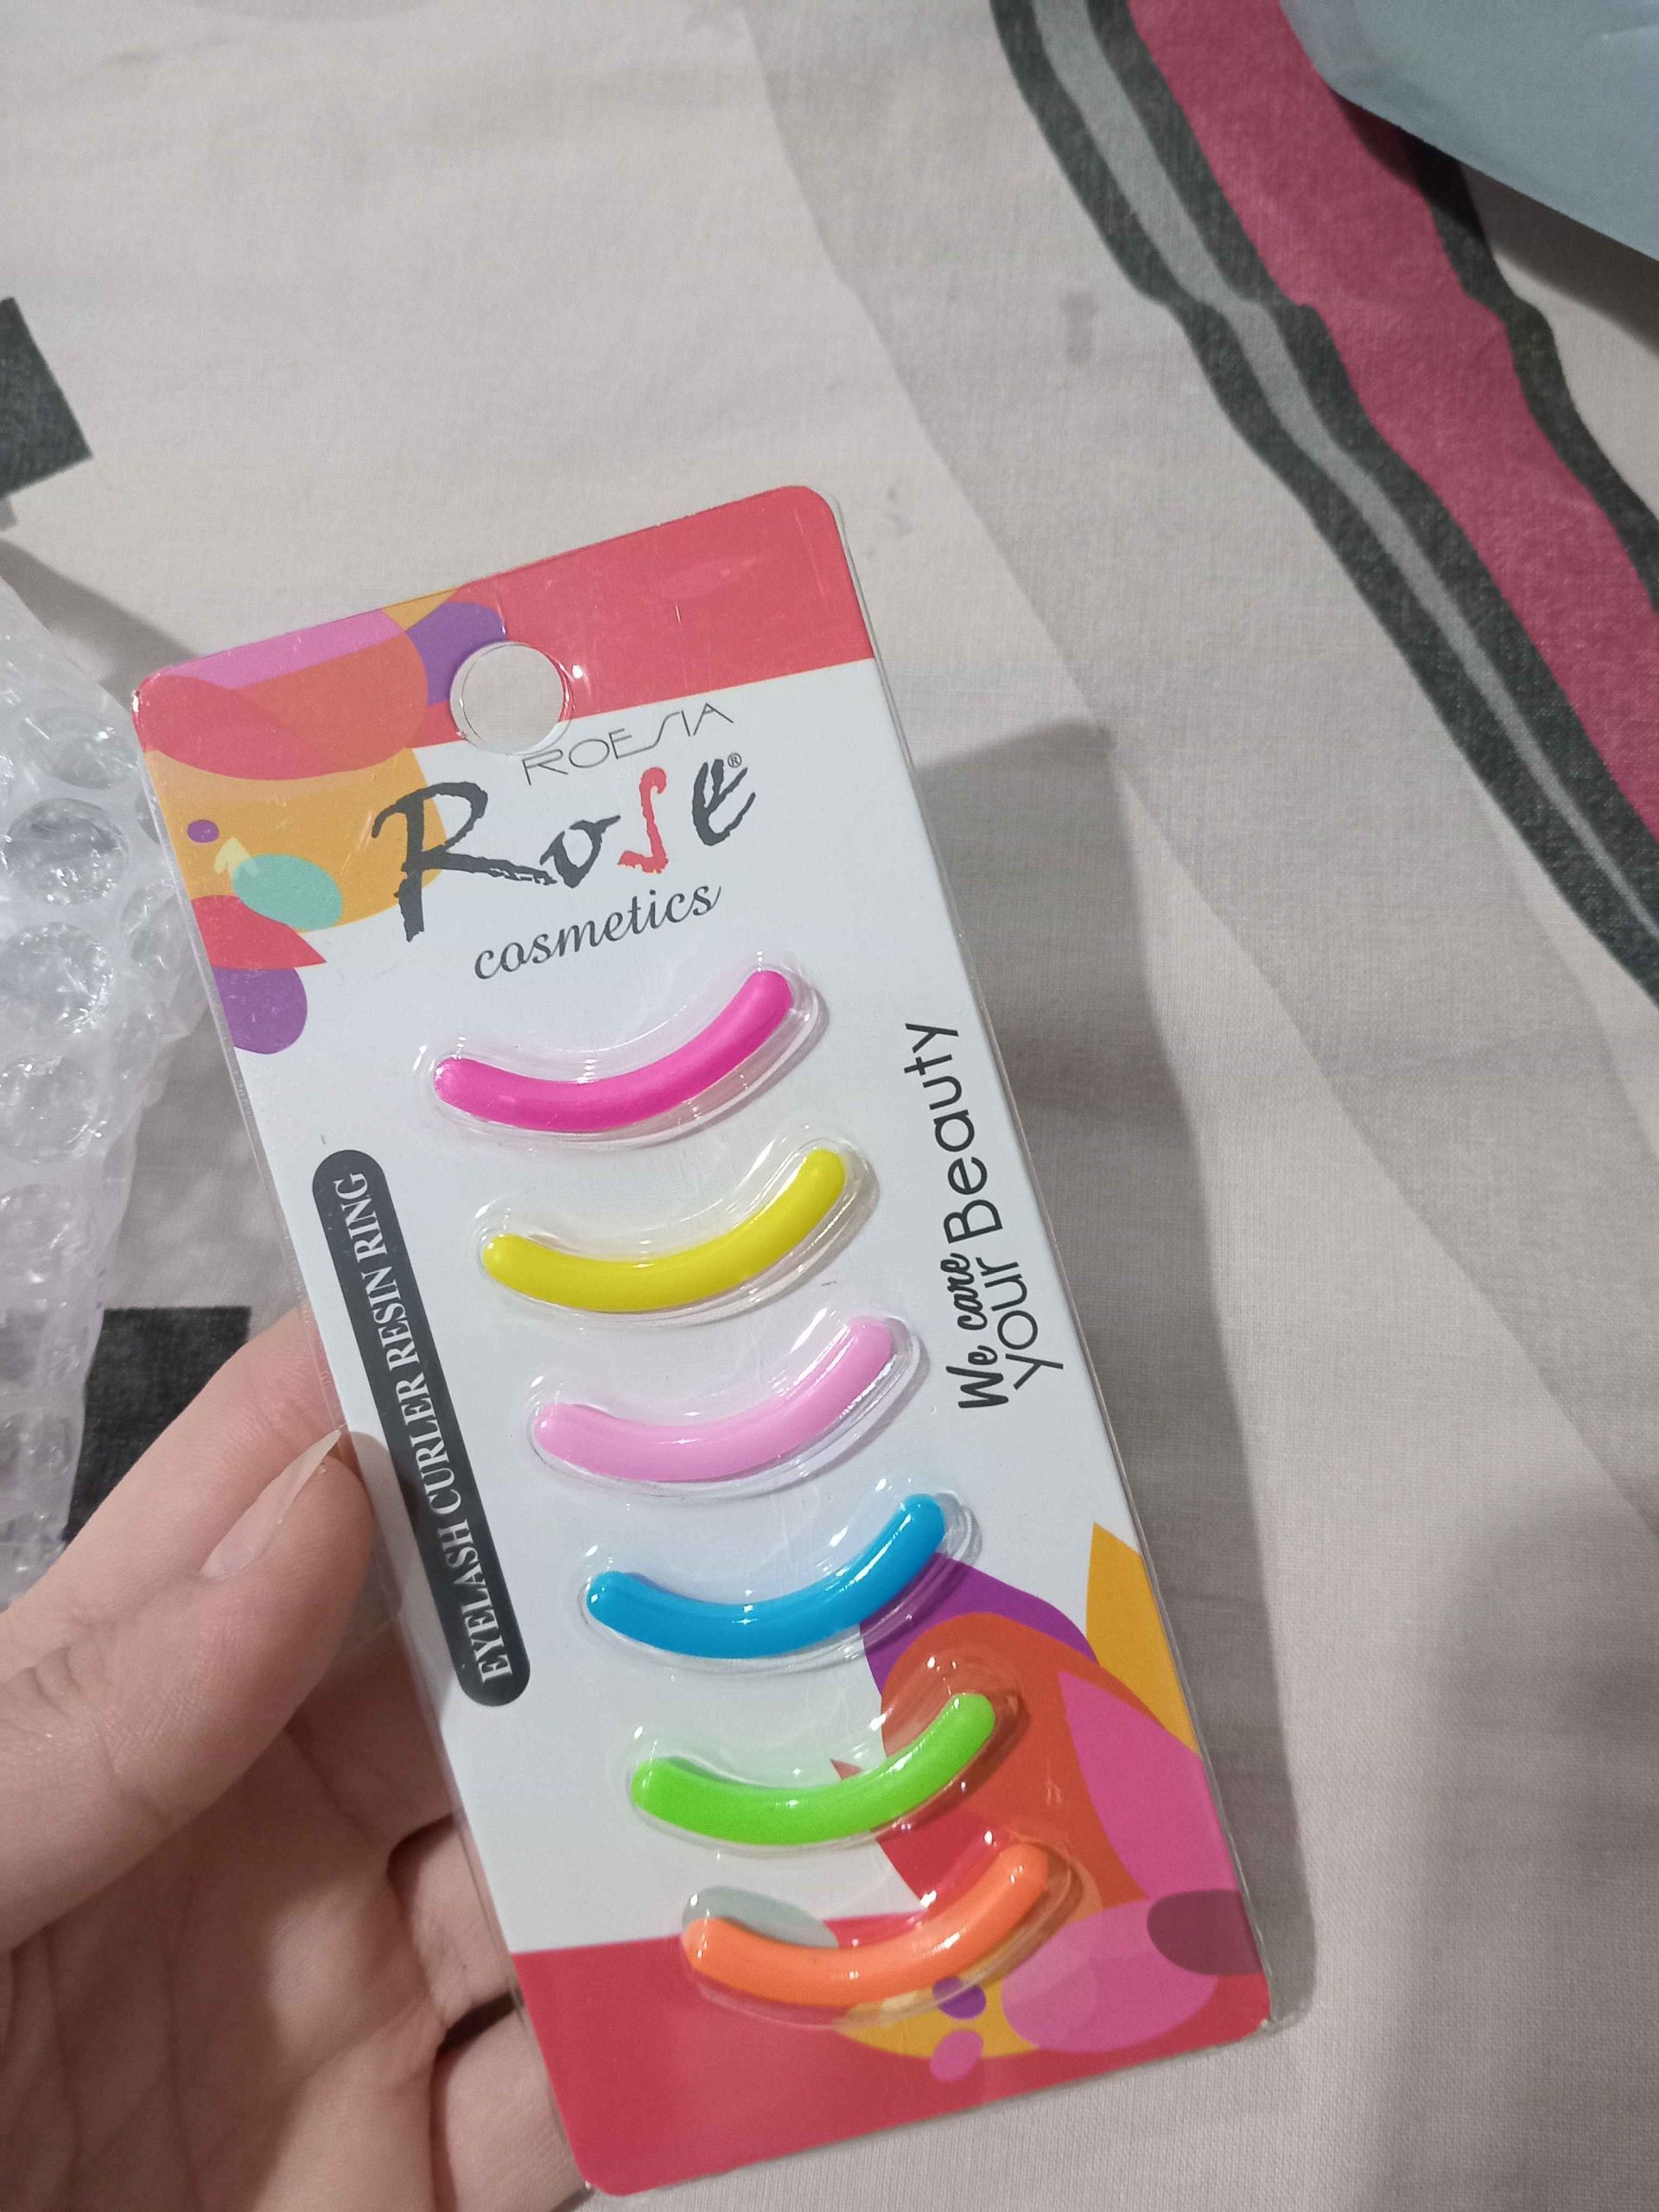 ROESIA
Rose®
cosmetics
EYELASH CURLER RESIN RING
We care
your Beauty